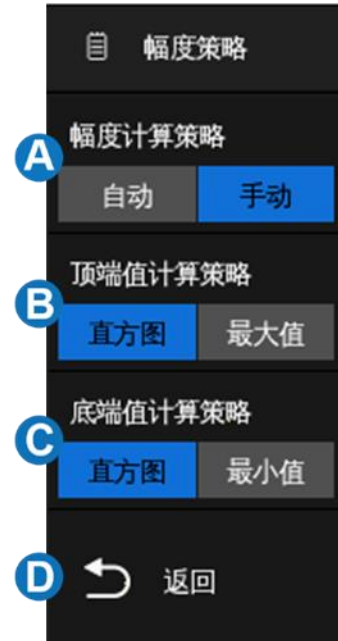 幅度策略
幅度计算策略
A
自动 手动
顶端值计算策略
B
直方图 最大值
底端值计算策略
C
直方图 最小值
D 返回